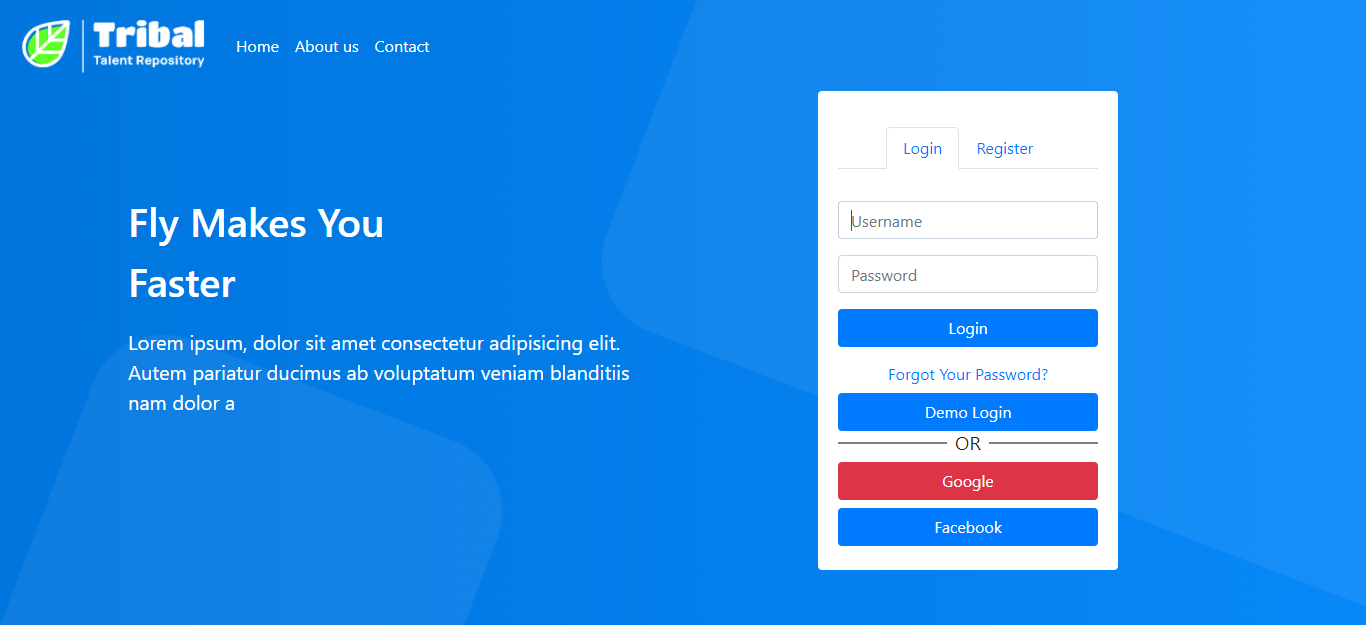 Tribal
Talent Repository
Home About us Contact
Login Register
Username
Password
Login
Forgot Your Password?
Demo Login
OR
Google
Facebook
Fly Makes You
Faster
Lorem ipsum, dolor sit amet consectetur adipisicing elit.
Autem pariatur ducimus ab voluptatum veniam blanditiis
nam dolor a